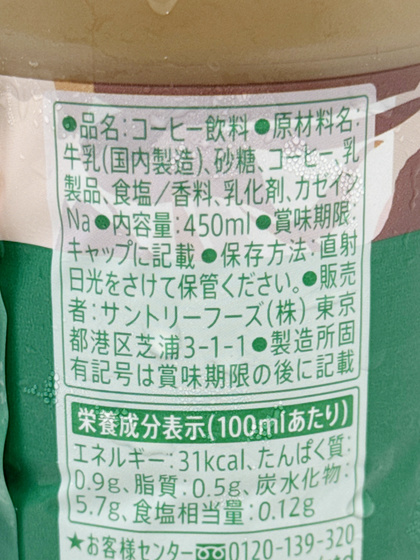 ●品名:コーヒー飲料●原材料名:
牛乳(国内製造)、砂糖、コーヒー、乳
製品、食塩/香料、乳化剤、カゼイン
Na●内容量:450ml●賞味期限:
キャップに記載●保存方法:直射
日光をさけて保管ください。●販売
者:サントリーフーズ(株)東京
都港区芝浦3-1-1●製造所固
有記号は賞味期限の後に記載
栄養成分表示(100mlあたり)
エネルギー:31kcal、たんぱく質:
0.9g、脂質:0.5g、炭水化物:
5.7g、食塩相当量:0.12g
★お客様センター 0120-139-320